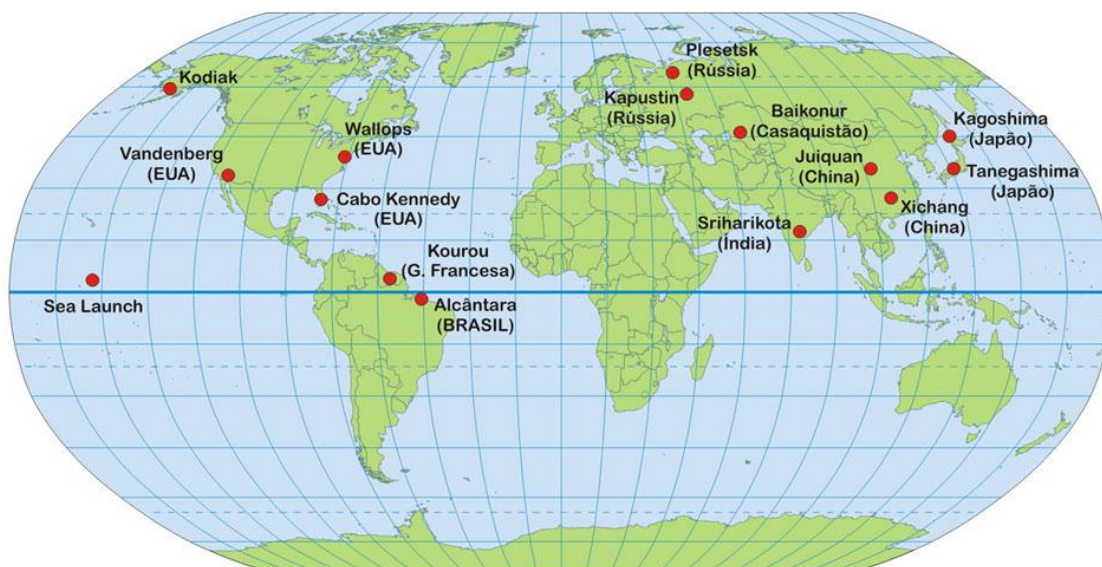 Kodiak
Plesetsk
(Rússia)
Kapustin
(Rússia)
Baikonur
(Casaquistão)
Kagoshima
(Japão)
Wallops
(EUA)
Vandenberg
(EUA)
Juiquan
(China)
Tanegashima
(Japão)
Cabo Kennedy
(EUA)
Xichang
(China)
Sriharikota
(Índia)
Kourou
(G. Francesa)
Sea Launch
Alcântara
(BRASIL)